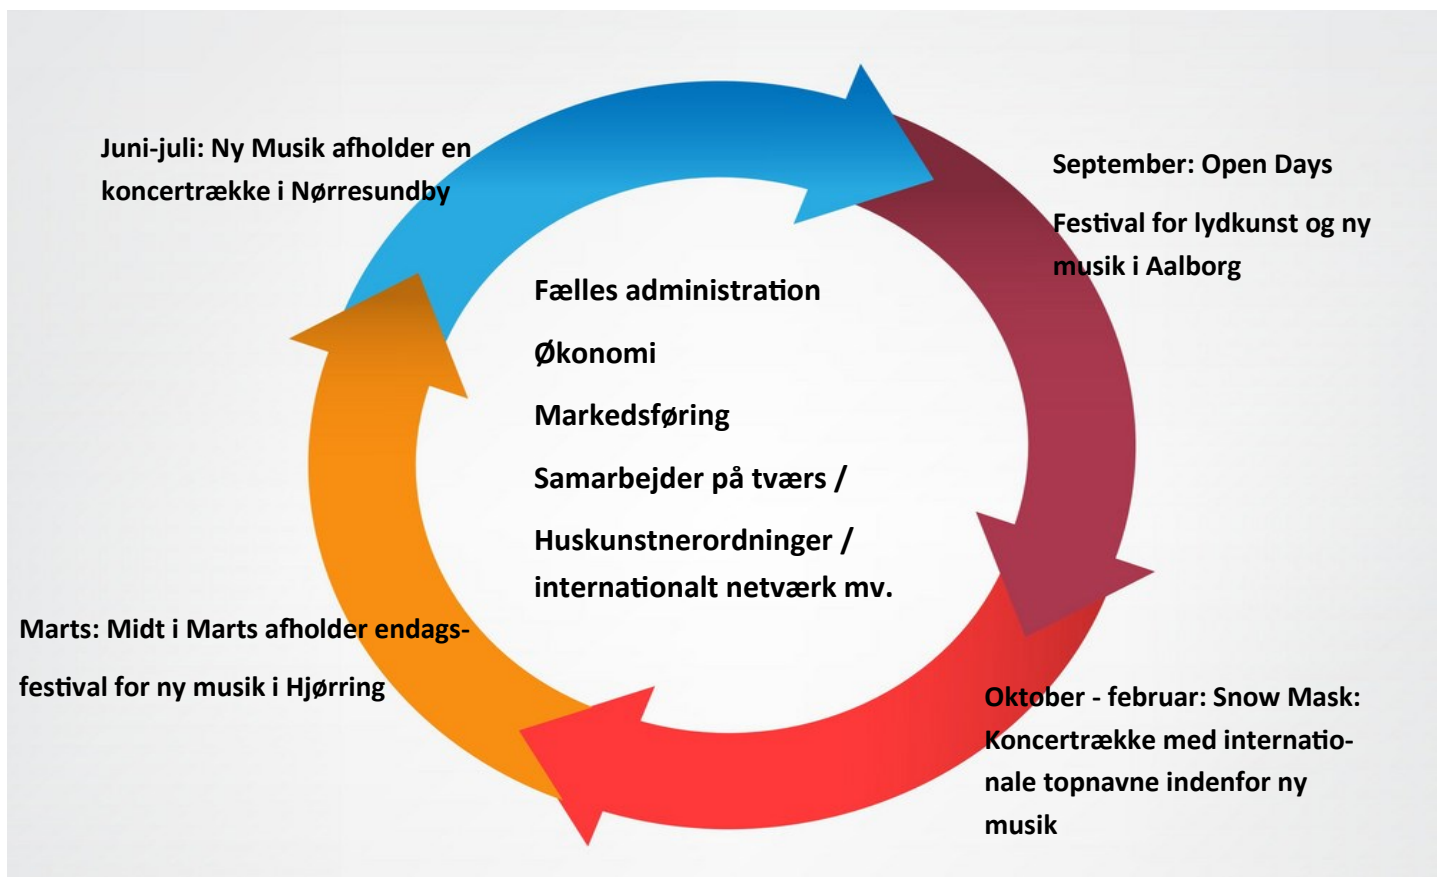 Juni-juli: Ny Musik afholder en
koncertrække i Nørresundby
September: Open Days
Festival for lydkunst og ny
musik i Aalborg
Fælles administration
Økonomi
Markedsføring
Samarbejder på tværs /
Huskunstnerordninger /
internationalt netværk mv.
Marts: Midt i Marts afholder endags-
festival for ny musik i Hjørring
Oktober - februar: Snow Mask:
Koncertrække med internatio-
nale topnavne indenfor ny
musik